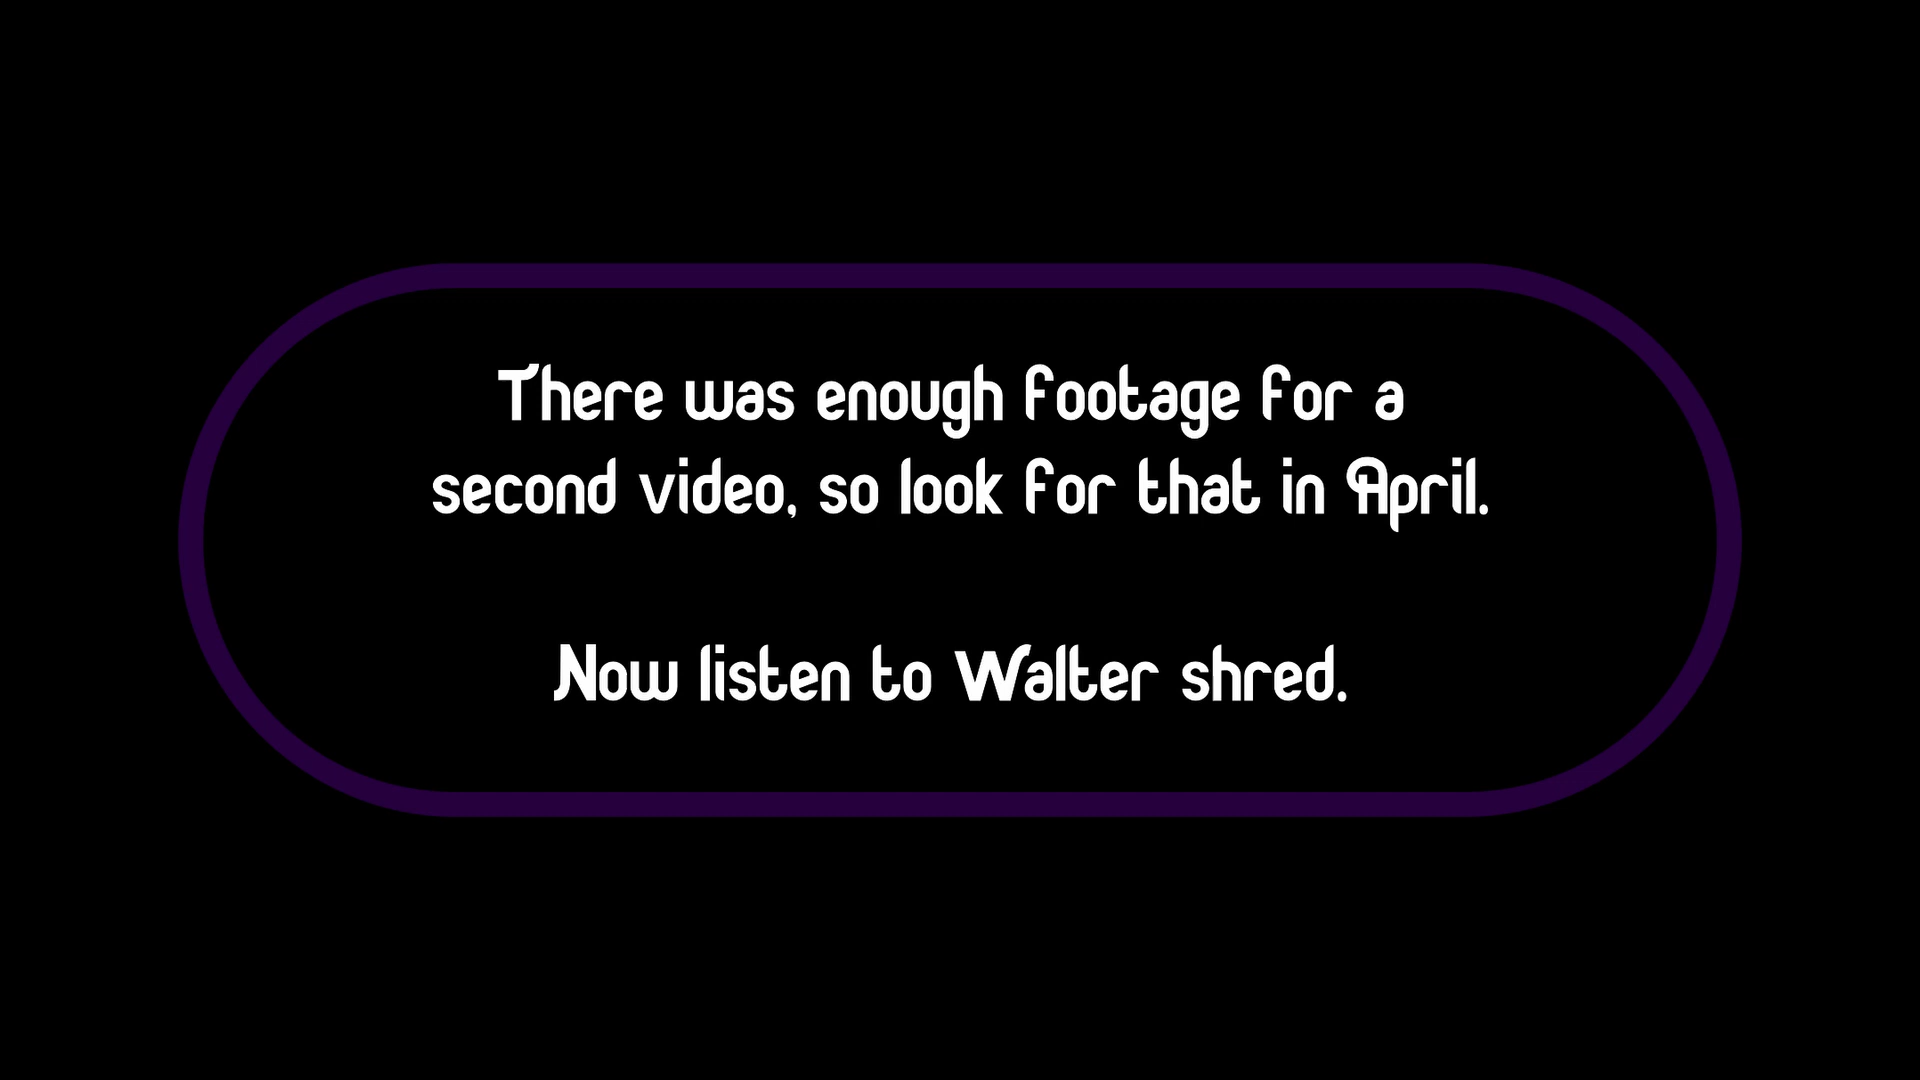 There was enough footage for a
second video, so look for that in April.
Now listen to Walter shred.